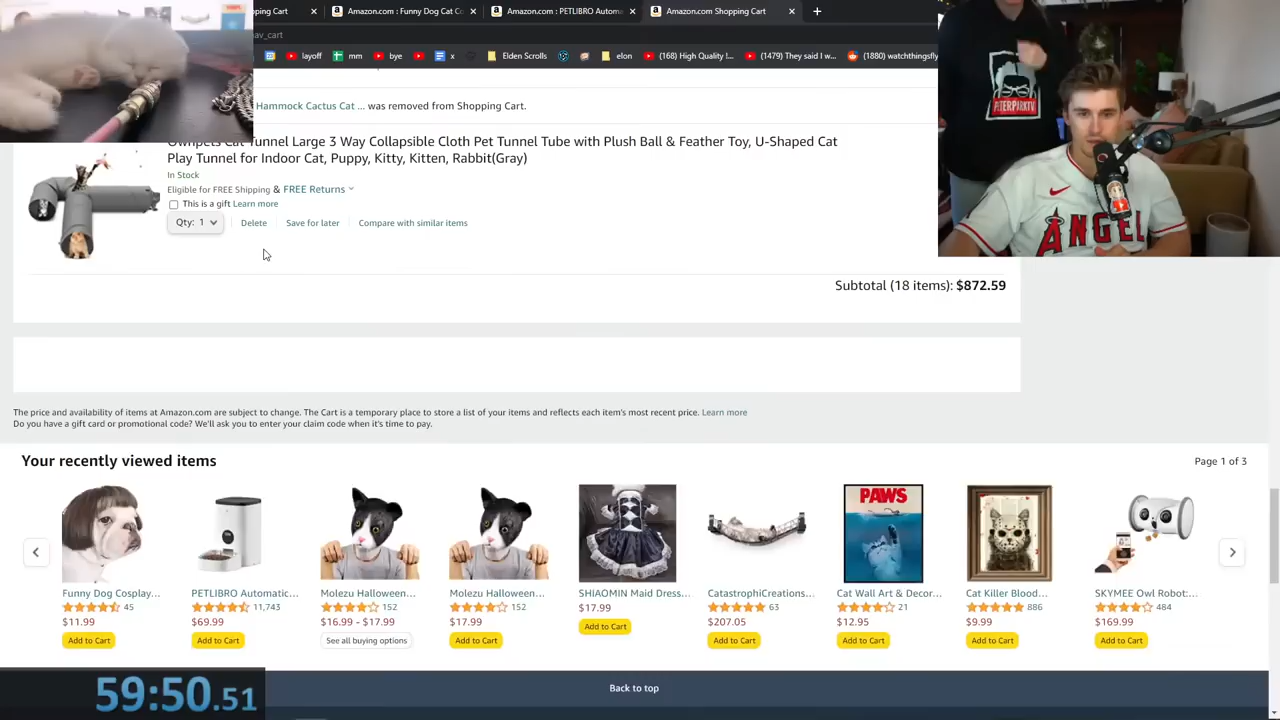 pping Cart
Amazon.com : Funny Dog Cat Co
Amazon.com : PETLIBRO Automa
Amazon.com Shopping Cart
av_cart
layoff
mm
bye
x
Elden Scrolls
elon
(168) High Quality !...
(1479) They said I w...
(1880) watchthingsfly
Hammock Cactus Cat ... was removed from Shopping Cart.
Ownpets Cat Tunnel Large 3 Way Collapsible Cloth Pet Tunnel Tube with Plush Ball & Feather Toy, U-Shaped Cat
Play Tunnel for Indoor Cat, Puppy, Kitty, Kitten, Rabbit(Gray)
In Stock
Eligible for FREE Shipping & FREE Returns
This is a gift Learn more
Qty: 1
Delete
Save for later
Compare with similar items
Subtotal (18 items): $872.59
PETERPARKTV
ANGEL
The price and availability of items at Amazon.com are subject to change. The Cart is a temporary place to store a list of your items and reflects each item's most recent price. Learn more
Do you have a gift card or promotional code? We'll ask you to enter your claim code when it's time to pay.
Your recently viewed items
Page 1 of 3
PAWS
Funny Dog Cosplay...
PETLIBRO Automatic...
Molezu Halloween...
Molezu Halloween...
SHIAOMIN Maid Dress...
CatastrophiCreations...
Cat Wall Art & Decor...
Cat Killer Blood...
SKYMEE Owl Robot:...
45
11,743
152
152
$17.99
63
21
886
484
$11.99
$69.99
$16.99 - $17.99
$17.99
$207.05
$12.95
$9.99
$169.99
Add to Cart
Add to Cart
See all buying options
Add to Cart
Add to Cart
Add to Cart
Add to Cart
Add to Cart
Add to Cart
Back to top
59:50.51